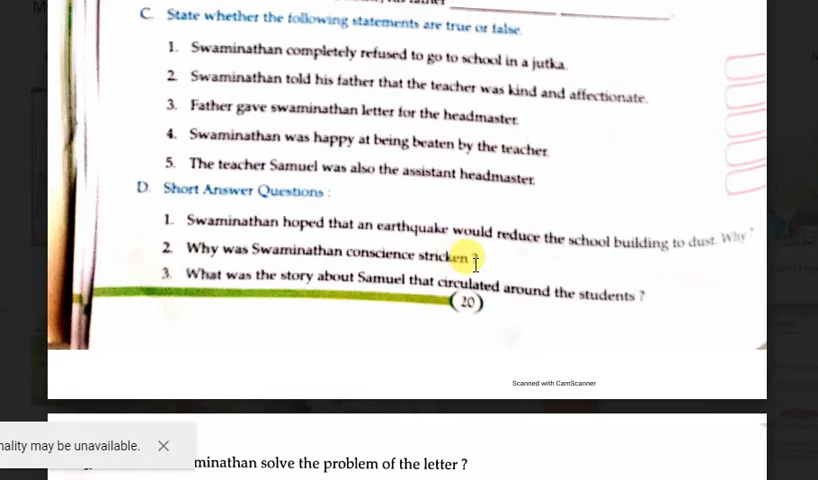 C. State whether the following statements are true or false.
1. Swaminathan completely refused to go to school in a jutka.
2. Swaminathan told his father that the teacher was kind and affectionate.
3. Father gave swaminathan letter for the headmaster.
4. Swaminathan was happy at being beaten by the teacher.
5. The teacher Samuel was also the assistant headmaster.
D. Short Answer Questions :
1. Swaminathan hoped that an earthquake would reduce the school building to dust. Why ?
2. Why was Swaminathan conscience stricken ?
3. What was the story about Samuel that circulated around the students ?
20
Scanned with CamScanner
nality may be unavailable.
minathan solve the problem of the letter ?